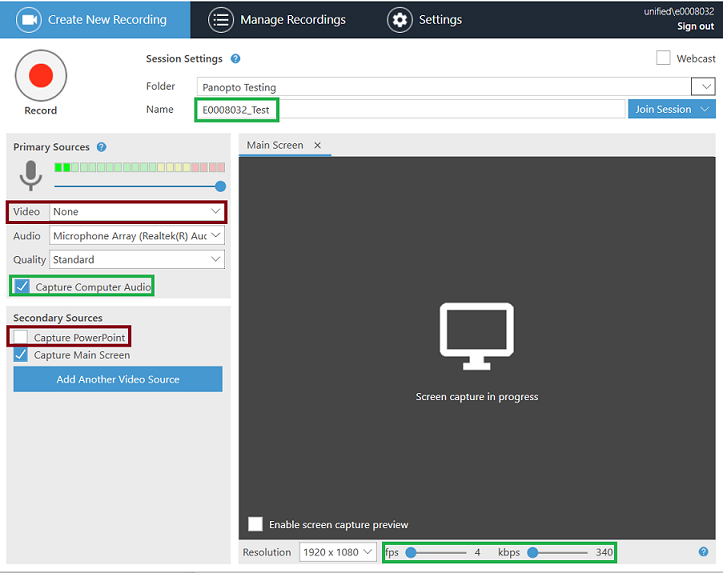 Create New Recording
Manage Recordings
Settings
unified\e0008032
Sign out
Record
Session Settings ?
Webcast
Folder Panopto Testing
Name E0008032_Test
Join Session
Primary Sources ?
Video None
Audio Microphone Array (Realtek(R) Auc
Quality Standard
Capture Computer Audio
Secondary Sources
Capture PowerPoint
Capture Main Screen
Add Another Video Source
Main Screen ×
Screen capture in progress
Enable screen capture preview
Resolution 1920 x 1080 fps 4 kbps 340 ?